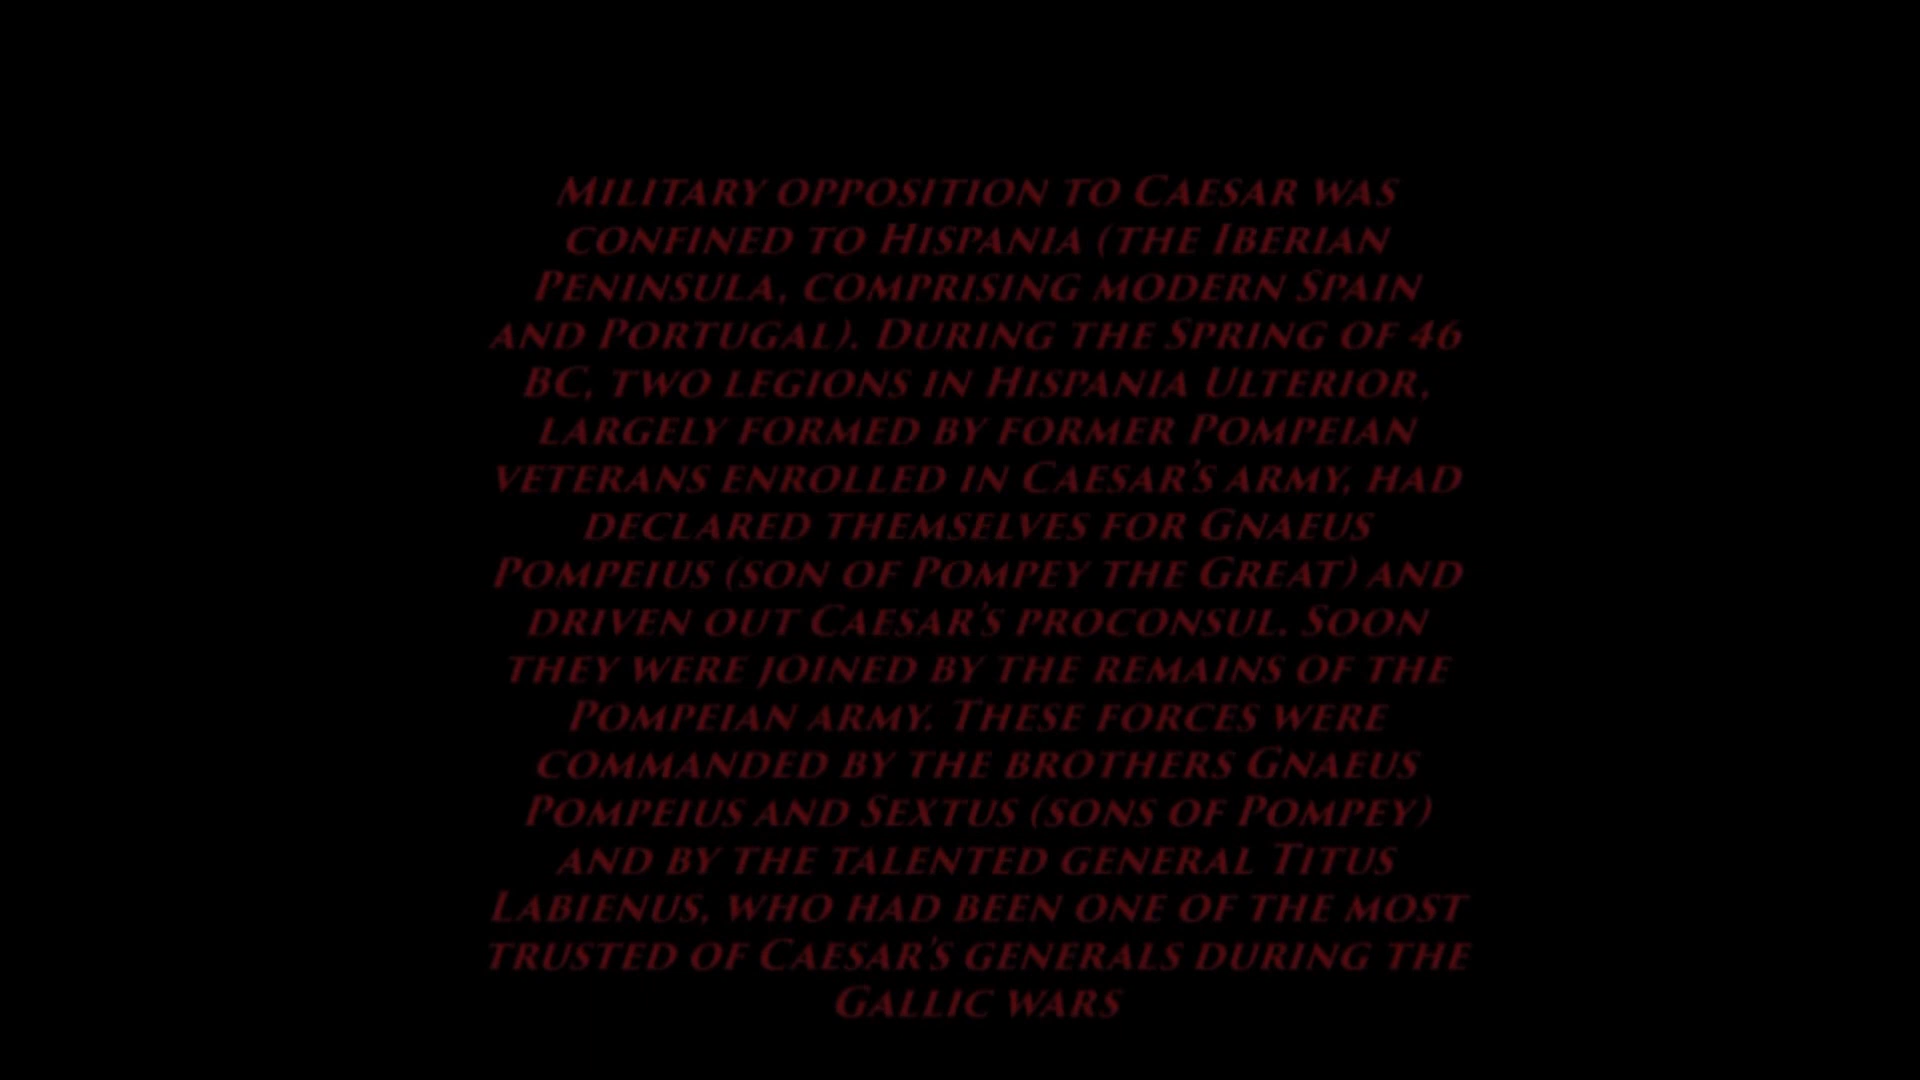 Military opposition to Caesar was
confined to Hispania (the Iberian
Peninsula, comprising modern Spain
and Portugal). During the Spring of 46
BC, two legions in Hispania Ulterior,
largely formed by former Pompeian
veterans enrolled in Caesar's army, had
declared themselves for Gnaeus
Pompeius (son of Pompey the Great) and
driven out Caesar's proconsul. Soon
they were joined by the remains of the
Pompeian army. These forces were
commanded by the brothers Gnaeus
Pompeius and Sextus (sons of Pompey)
and by the talented general Titus
Labienus, who had been one of the most
trusted of Caesar's generals during the
Gallic wars